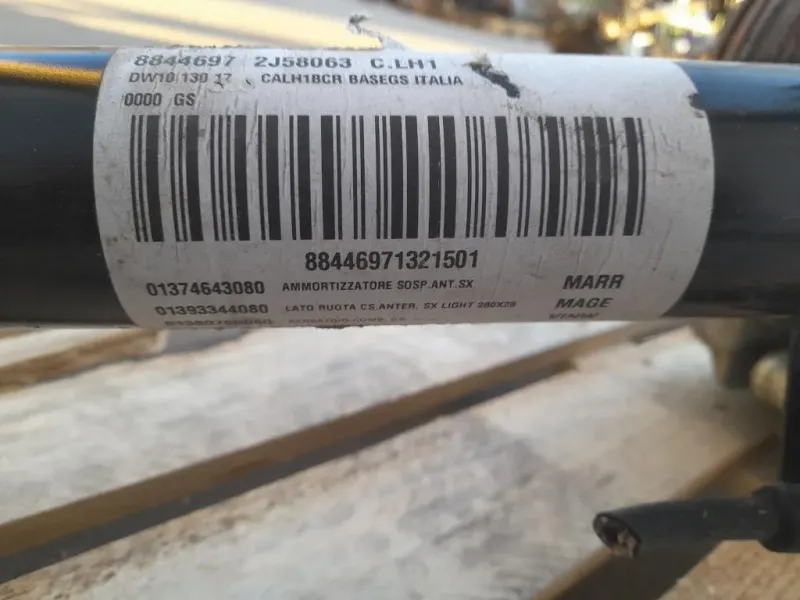 8844697 2J58063 C.LH1
DW10 130 17 CALH1BCR BASEGS ITALIA
0000 GS
88446971321501
01374643080 AMMORTIZZATORE SOSP.ANT.SX MARR
01393344080 LATO RUOTA CS.ANTER. SX LIGHT 280X28 MAGE